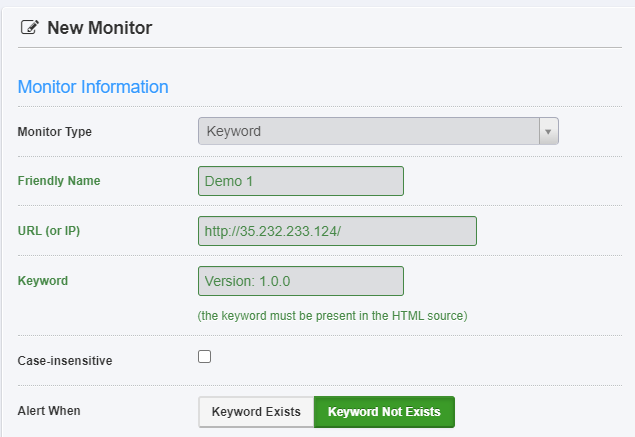 New Monitor
Monitor Information
Monitor Type Keyword
Friendly Name Demo 1
URL (or IP) http://35.232.233.124/
Keyword Version: 1.0.0
(the keyword must be present in the HTML source)
Case-insensitive
Alert When Keyword Exists Keyword Not Exists